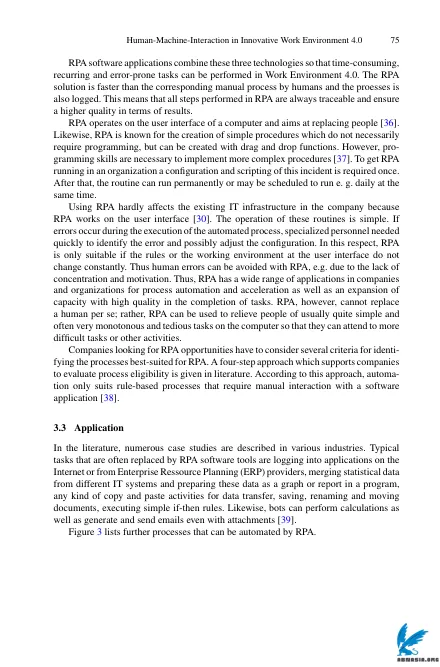 Human-Machine-Interaction in Innovative Work Environment 4.0 75
RPA software applications combine these three technologies so that time-consuming,
recurring and error-prone tasks can be performed in Work Environment 4.0. The RPA
solution is faster than the corresponding manual process by humans and the proesses is
also logged. This means that all steps performed in RPA are always traceable and ensure
a higher quality in terms of results.
RPA operates on the user interface of a computer and aims at replacing people [36].
Likewise, RPA is known for the creation of simple procedures which do not necessarily
require programming, but can be created with drag and drop functions. However, pro-
gramming skills are necessary to implement more complex procedures [37]. To get RPA
running in an organization a configuration and scripting of this incident is required once.
After that, the routine can run permanently or may be scheduled to run e. g. daily at the
same time.
Using RPA hardly affects the existing IT infrastructure in the company because
RPA works on the user interface [30]. The operation of these routines is simple. If
errors occur during the execution of the automated process, specialized personnel needed
quickly to identify the error and possibly adjust the configuration. In this respect, RPA
is only suitable if the rules or the working environment at the user interface do not
change constantly. Thus human errors can be avoided with RPA, e.g. due to the lack of
concentration and motivation. Thus, RPA has a wide range of applications in companies
and organizations for process automation and acceleration as well as an expansion of
capacity with high quality in the completion of tasks. RPA, however, cannot replace
a human per se; rather, RPA can be used to relieve people of usually quite simple and
often very monotonous and tedious tasks on the computer so that they can attend to more
difficult tasks or other activities.
Companies looking for RPA opportunities have to consider several criteria for identi-
fying the processes best-suited for RPA. A four-step approach which supports companies
to evaluate process eligibility is given in literature. According to this approach, automa-
tion only suits rule-based processes that require manual interaction with a software
application [38].
3.3 Application
In the literature, numerous case studies are described in various industries. Typical
tasks that are often replaced by RPA software tools are logging into applications on the
Internet or from Enterprise Ressource Planning (ERP) providers, merging statistical data
from different IT systems and preparing these data as a graph or report in a program,
any kind of copy and paste activities for data transfer, saving, renaming and moving
documents, executing simple if-then rules. Likewise, bots can perform calculations as
well as generate and send emails even with attachments [39].
Figure 3 lists further processes that can be automated by RPA.